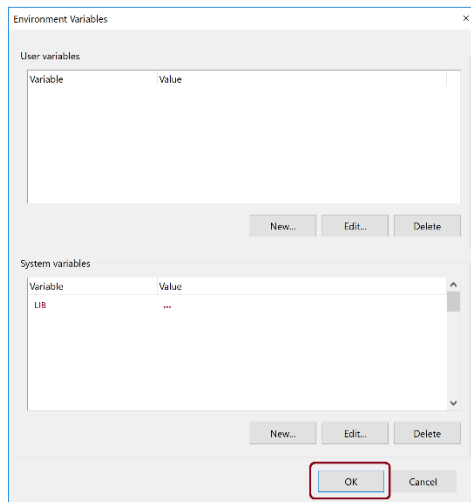 Environment Variables
User variables
Variable Value
New... Edit... Delete
System variables
Variable Value
LIB ...
New... Edit... Delete
OK Cancel